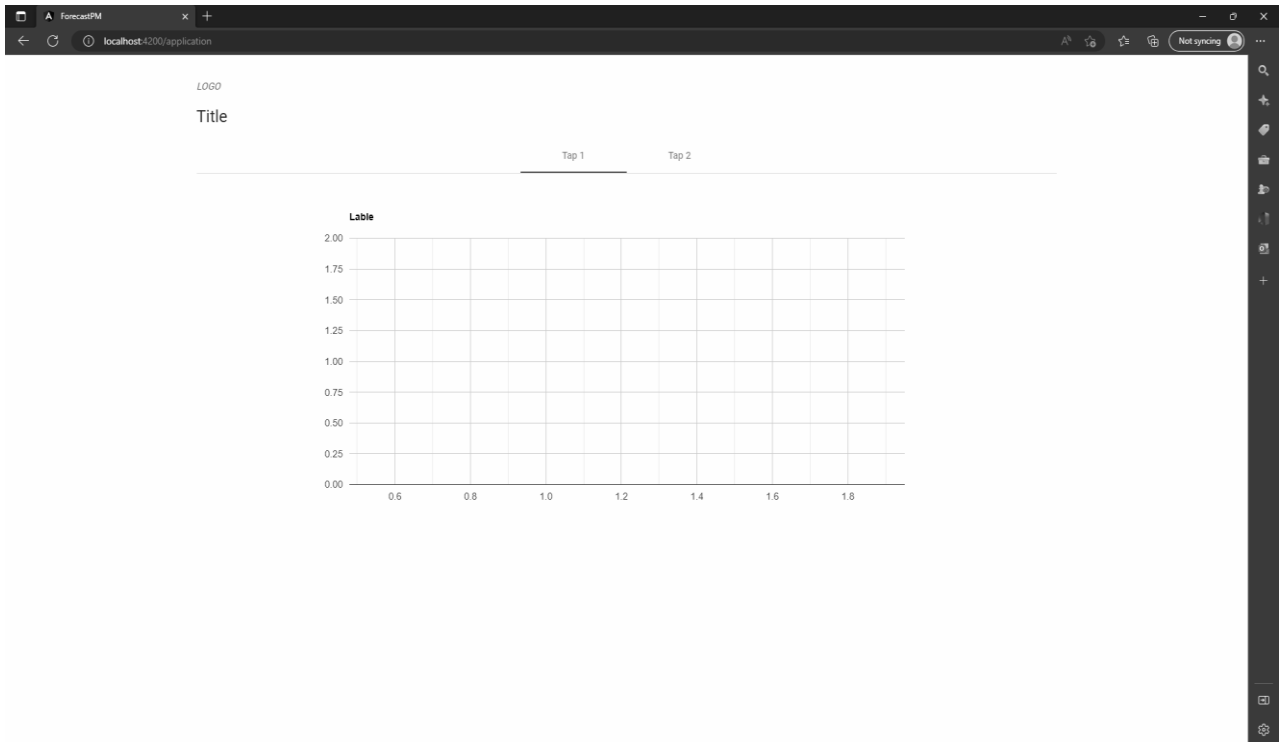 ForecastPM
localhost:4200/application
Not syncing
LOGO
Title
Tap 1 Tap 2
Lable
2.00
1.75
1.50
1.25
1.00
0.75
0.50
0.25
0.00
0.6 0.8 1.0 1.2 1.4 1.6 1.8